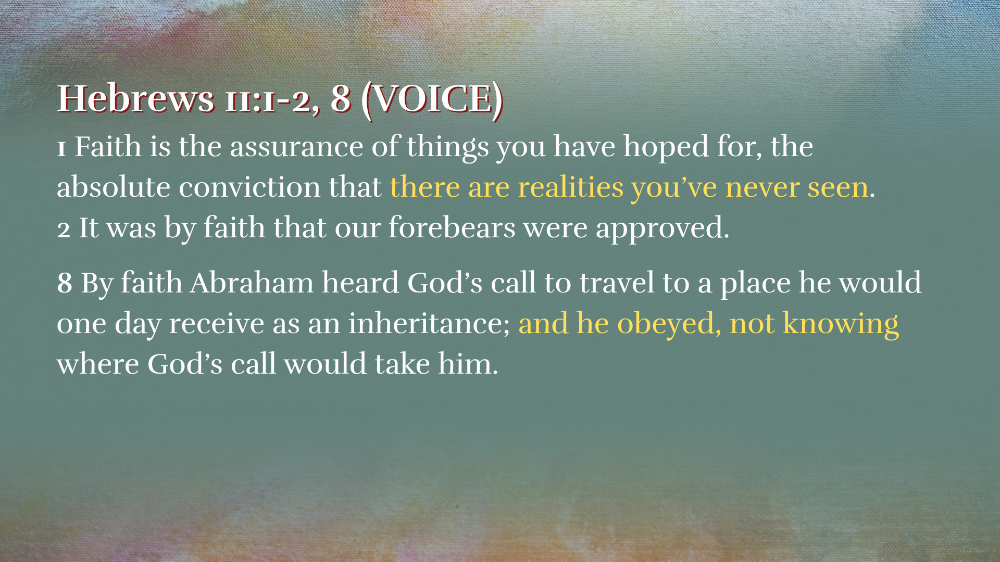 Hebrews 11:1-2, 8 (VOICE)
1 Faith is the assurance of things you have hoped for, the
absolute conviction that there are realities you’ve never seen.
2 It was by faith that our forebears were approved.
8 By faith Abraham heard God’s call to travel to a place he would
one day receive as an inheritance; and he obeyed, not knowing
where God’s call would take him.